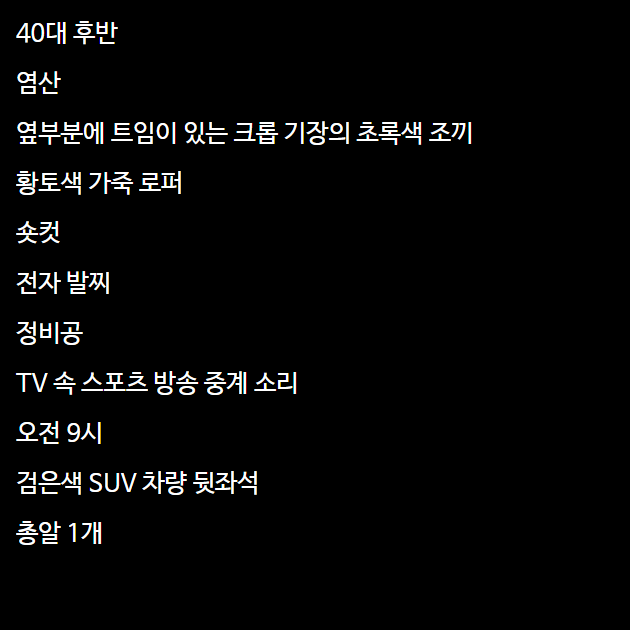 40대 후반
염산
옆부분에 트임이 있는 크롭 기장의 초록색 조끼
황토색 가죽 로퍼
숏컷
전자 발찌
정비공
TV 속 스포츠 방송 중계 소리
오전 9시
검은색 SUV 차량 뒷좌석
총알 1개